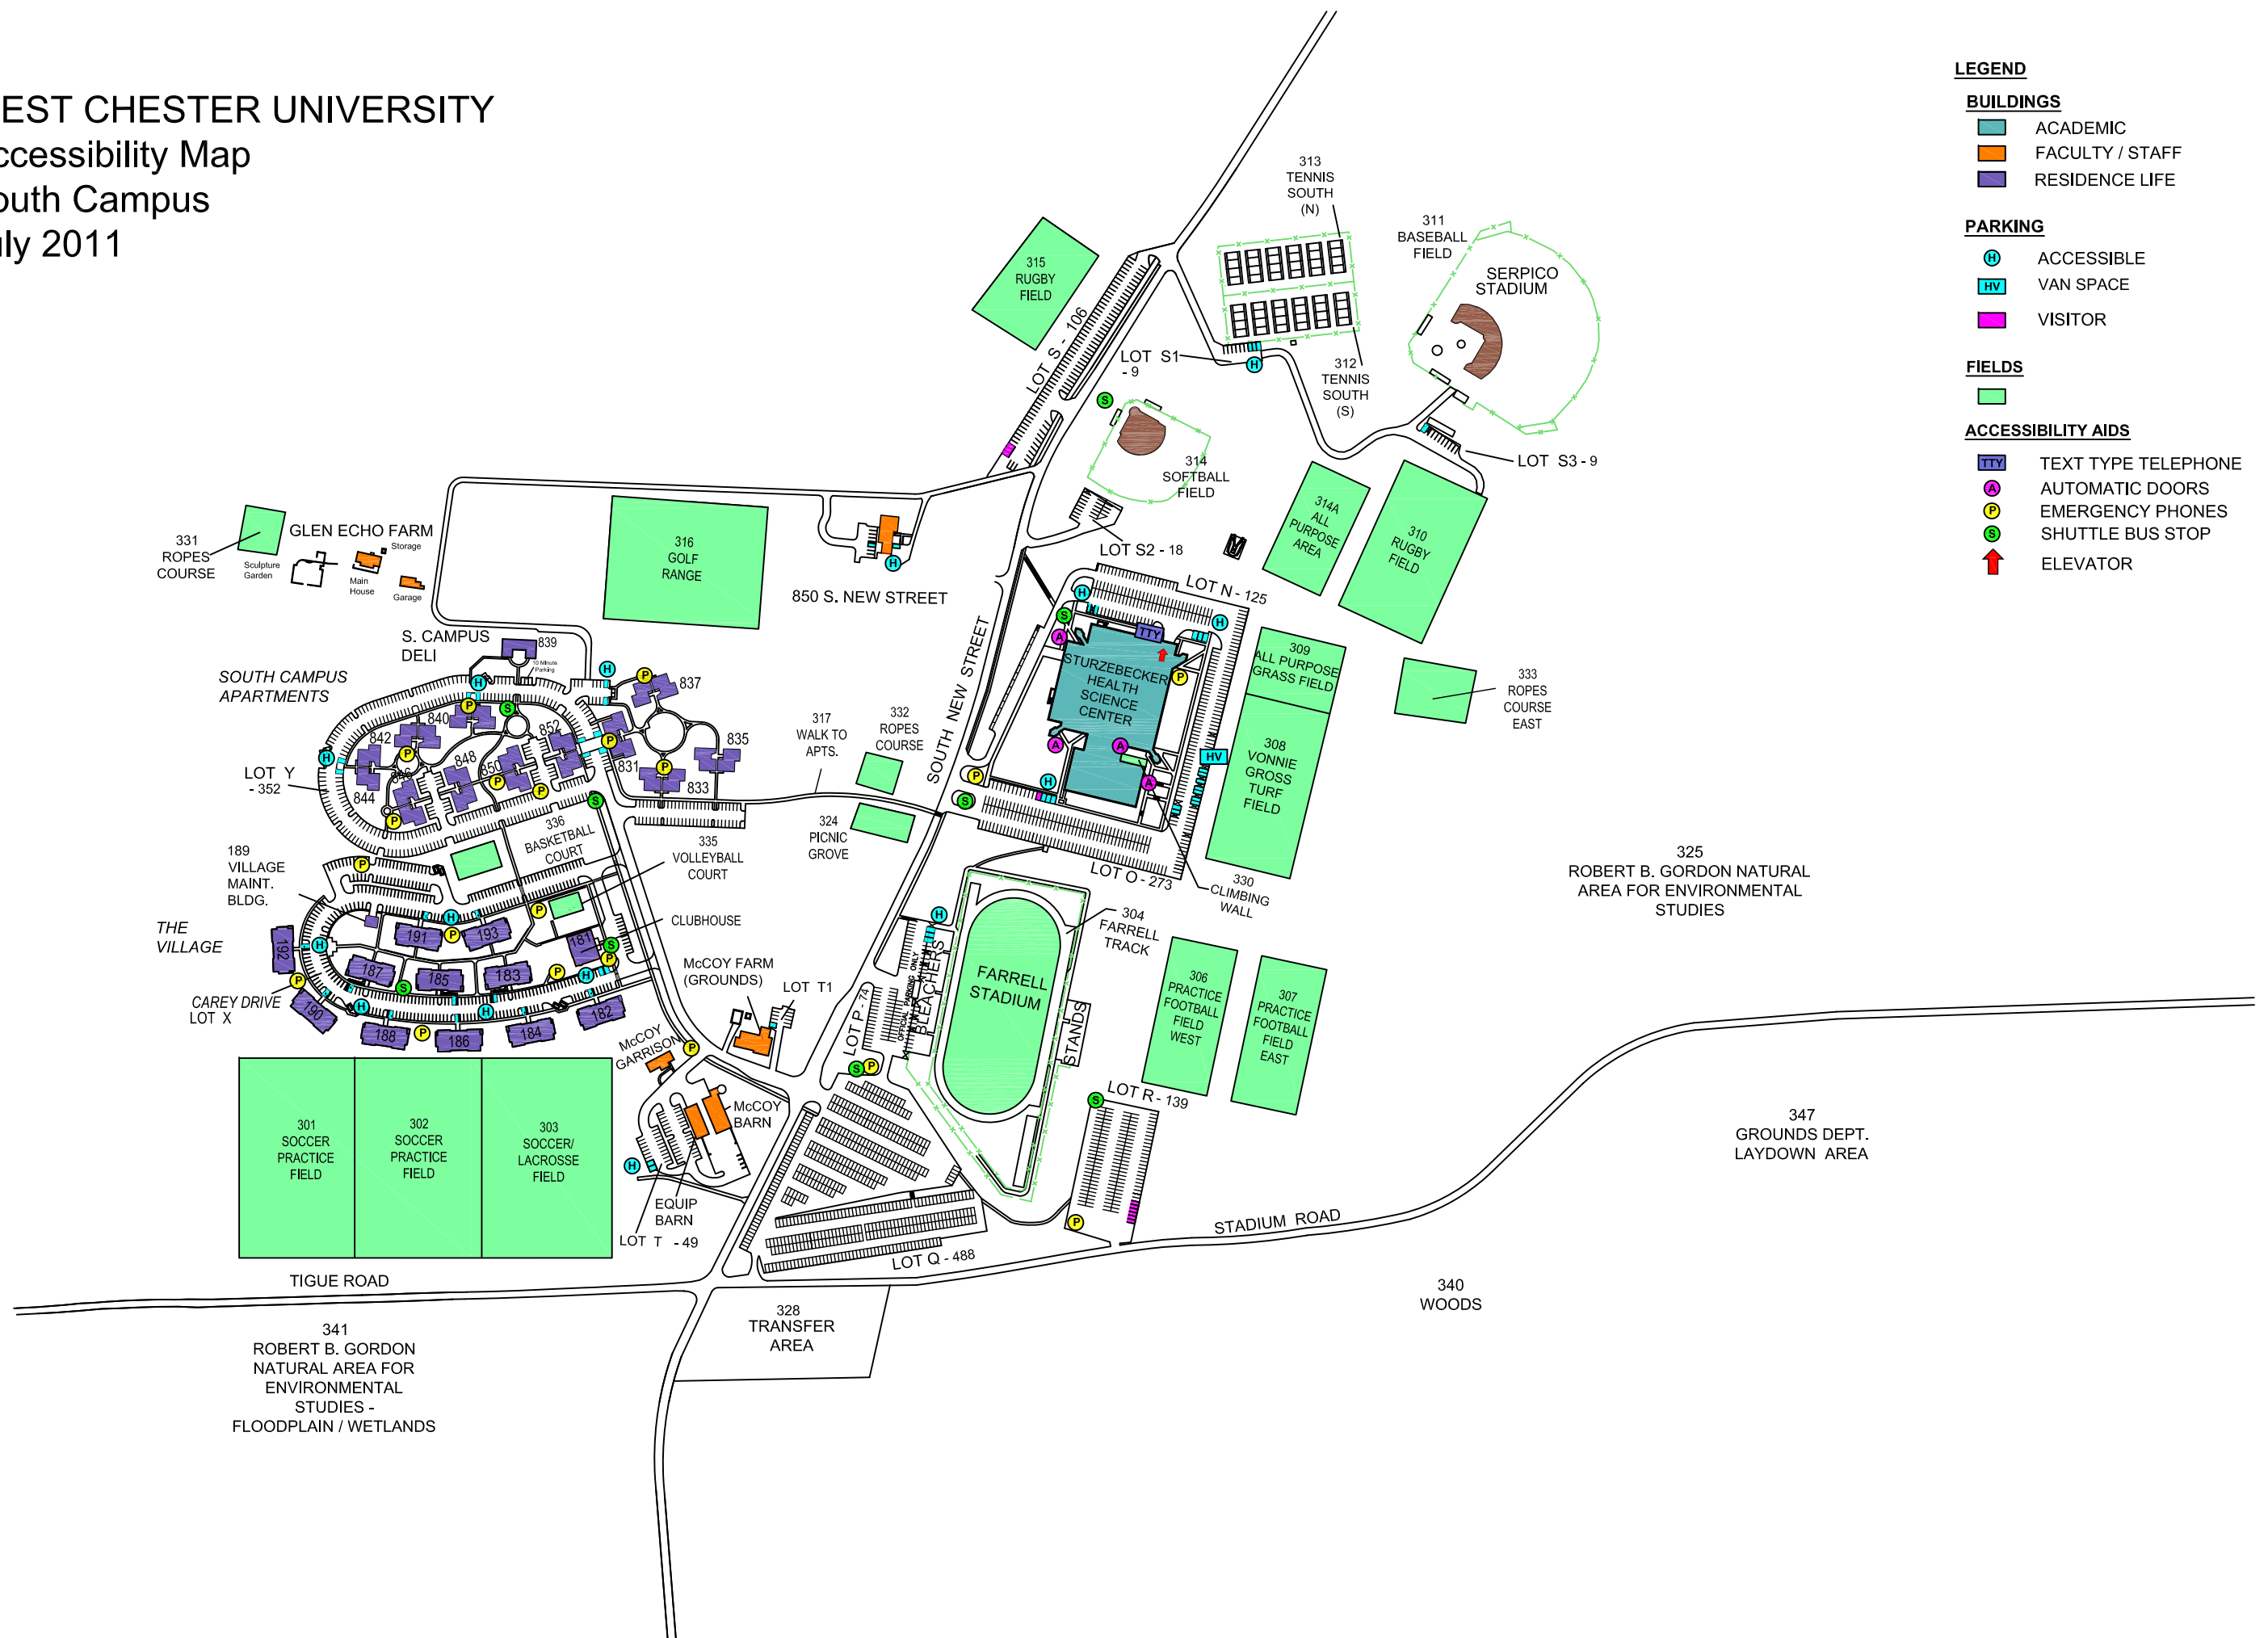 EST CHESTER UNIVERSITY
ccessibility Map
outh Campus
uly 2011
LEGEND
BUILDINGS
ACADEMIC
FACULTY / STAFF
RESIDENCE LIFE
PARKING
H ACCESSIBLE
HV VAN SPACE
VISITOR
FIELDS
ACCESSIBILITY AIDS
TTY TEXT TYPE TELEPHONE
A AUTOMATIC DOORS
P EMERGENCY PHONES
S SHUTTLE BUS STOP
ELEVATOR
313
TENNIS
SOUTH
(N)
311
BASEBALL
FIELD
SERPICO
STADIUM
315
RUGBY
FIELD
LOT S - 106
LOT S1
- 9
H
312
TENNIS
SOUTH
(S)
S
314
SOFTBALL
FIELD
LOT S3 - 9
LOT S2 - 18
314A
ALL
PURPOSE
AREA
310
RUGBY
FIELD
331
ROPES
COURSE
GLEN ECHO FARM
Storage
Sculpture
Garden
Main
House
Garage
316
GOLF
RANGE
H
850 S. NEW STREET
SOUTH NEW STREET
LOT N - 125
H
H
S
A
TTY
P
STURZEBECKER
HEALTH
SCIENCE
CENTER
A
A
A
H
HV
309
ALL PURPOSE
GRASS FIELD
308
VONNIE
GROSS
TURF
FIELD
333
ROPES
COURSE
EAST
S. CAMPUS
DELI
839
10 Minute
Parking
SOUTH CAMPUS
APARTMENTS
H
P
S
H
P
837
840
842
852
835
H
P
P
831
P
833
848
850
846
844
P
P
P
LOT Y
- 352
S
317
WALK TO
APTS.
332
ROPES
COURSE
324
PICNIC
GROVE
P
S
336
BASKETBALL
COURT
335
VOLLEYBALL
COURT
LOT O - 273
330
CLIMBING
WALL
325
ROBERT B. GORDON NATURAL
AREA FOR ENVIRONMENTAL
STUDIES
189
VILLAGE
MAINT.
BLDG.
P
THE
VILLAGE
H
P
P
CLUBHOUSE
191
193
181
S
P
192
H
187
185
183
P
H
P
S
CAREY DRIVE
LOT X
190
H
188
P
186
H
184
182
McCOY FARM
(GROUNDS)
LOT T1
McCOY
GARRISON
P
McCOY
BARN
LOT P - 74
OFFICIAL PARKING ONLY
BLEACHERS
H
S
P
304
FARRELL
TRACK
FARRELL
STADIUM
STANDS
306
PRACTICE
FOOTBALL
FIELD
WEST
307
PRACTICE
FOOTBALL
FIELD
EAST
LOT R - 139
S
P
301
SOCCER
PRACTICE
FIELD
302
SOCCER
PRACTICE
FIELD
303
SOCCER/
LACROSSE
FIELD
H
EQUIP
BARN
LOT T - 49
LOT Q - 488
STADIUM ROAD
347
GROUNDS DEPT.
LAYDOWN AREA
TIGUE ROAD
340
WOODS
328
TRANSFER
AREA
341
ROBERT B. GORDON
NATURAL AREA FOR
ENVIRONMENTAL
STUDIES -
FLOODPLAIN / WETLANDS